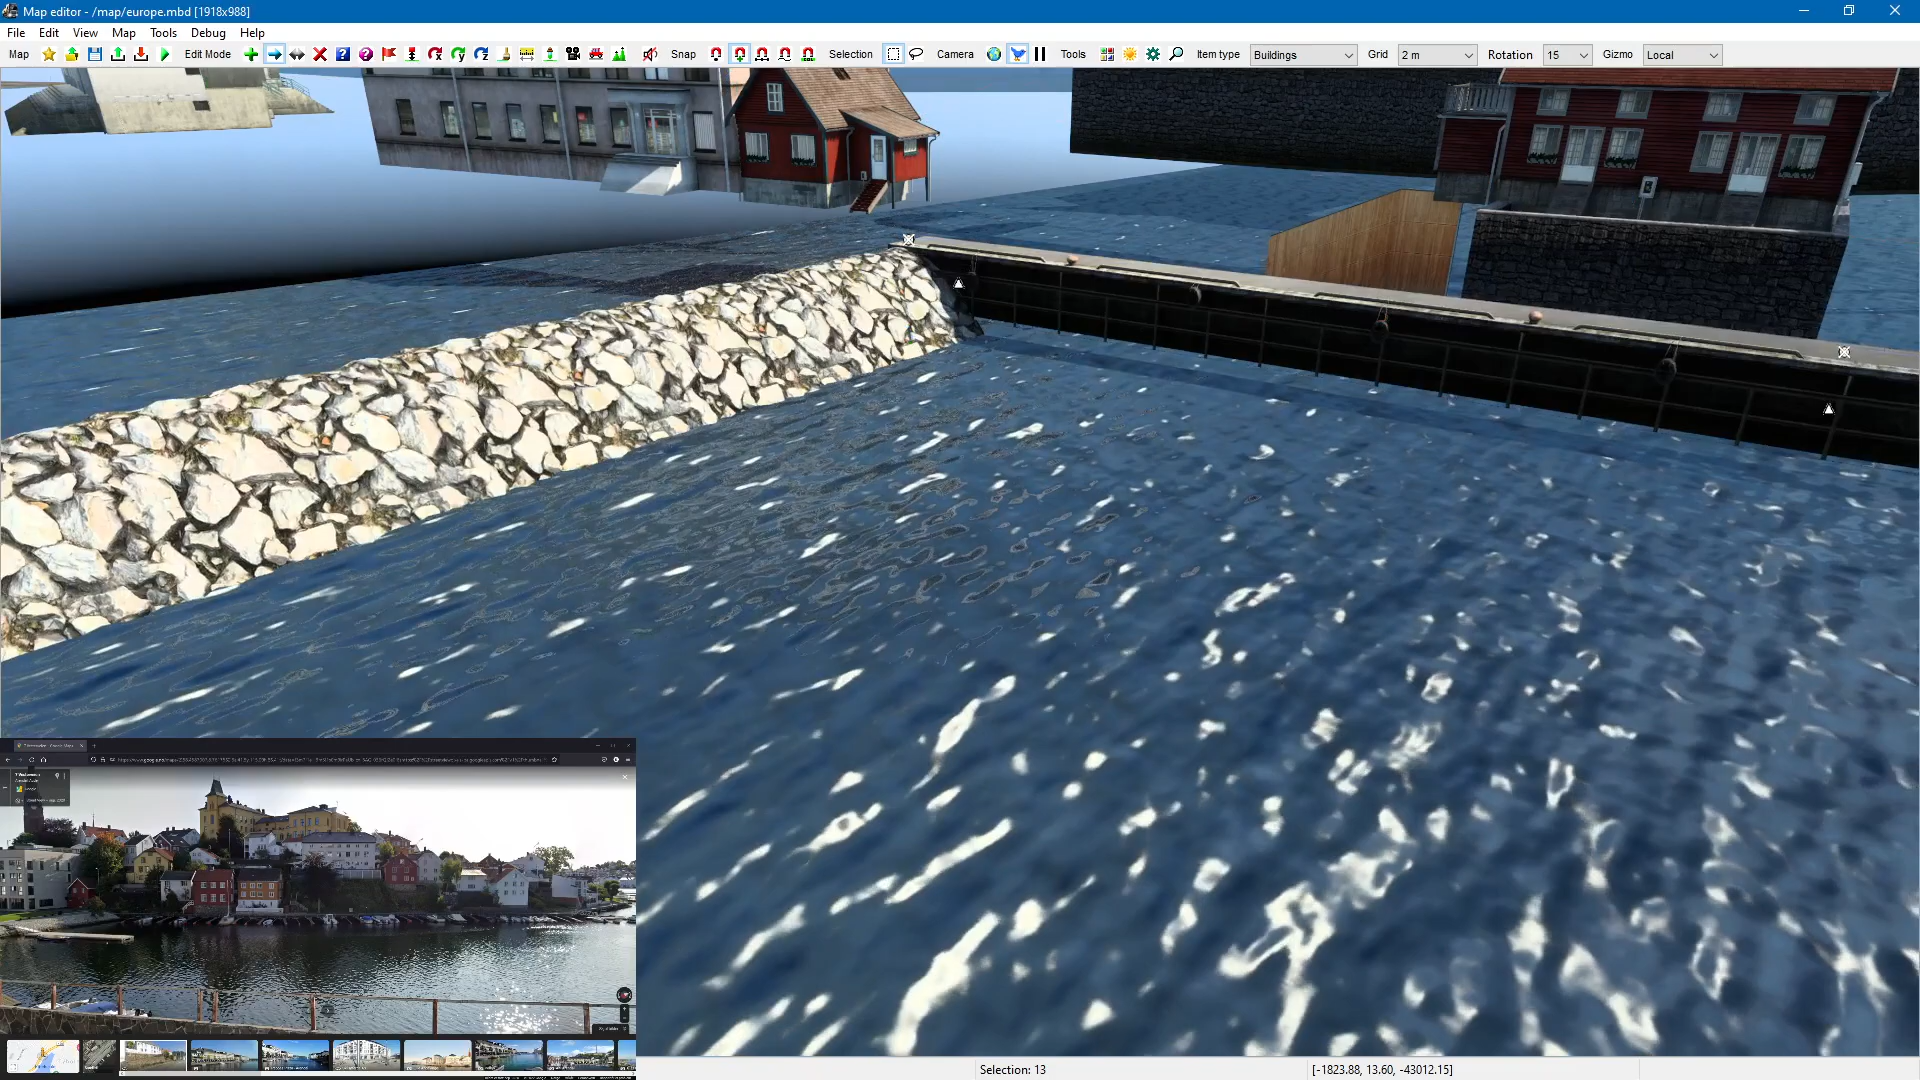 Map editor - /map/europe.mbd [1918x988]
File Edit View Map Tools Debug Help
Map Edit Mode Snap Selection Camera Tools Item type Buildings Grid 2 m Rotation 15 Gizmo Local
Selection: 13 [-1823.88, 13.60, -43012.15]